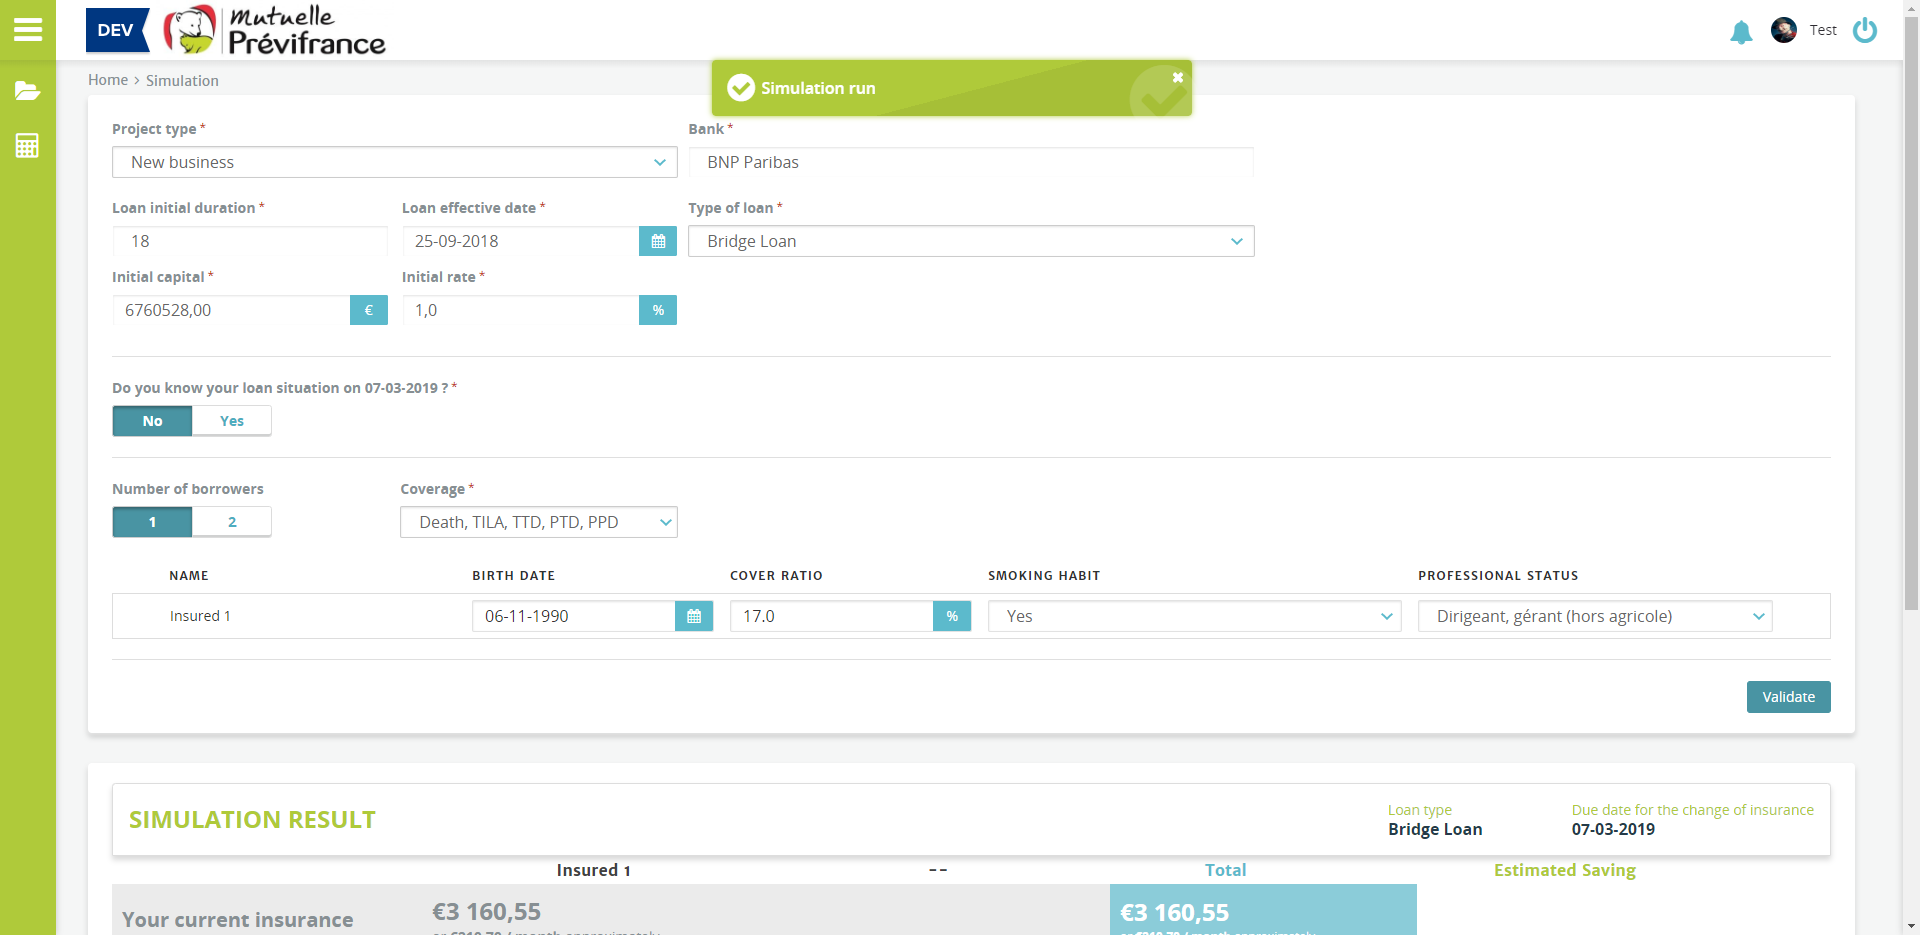 DEV
Mutuelle
Prévifrance
Test
Home > Simulation
Simulation run
Project type *
Bank *
New business
BNP Paribas
Loan initial duration *
Loan effective date *
Type of loan *
18
25-09-2018
Bridge Loan
Initial capital *
Initial rate *
6760528,00
€
1,0
%
Do you know your loan situation on 07-03-2019 ? *
No
Yes
Number of borrowers
Coverage *
1
2
Death, TILA, TTD, PTD, PPD
NAME
BIRTH DATE
COVER RATIO
SMOKING HABIT
PROFESSIONAL STATUS
Insured 1
06-11-1990
17.0
%
Yes
Dirigeant, gérant (hors agricole)
Validate
SIMULATION RESULT
Loan type
Bridge Loan
Due date for the change of insurance
07-03-2019
Insured 1
--
Total
Estimated Saving
Your current insurance
€3 160,55
€3 160,55